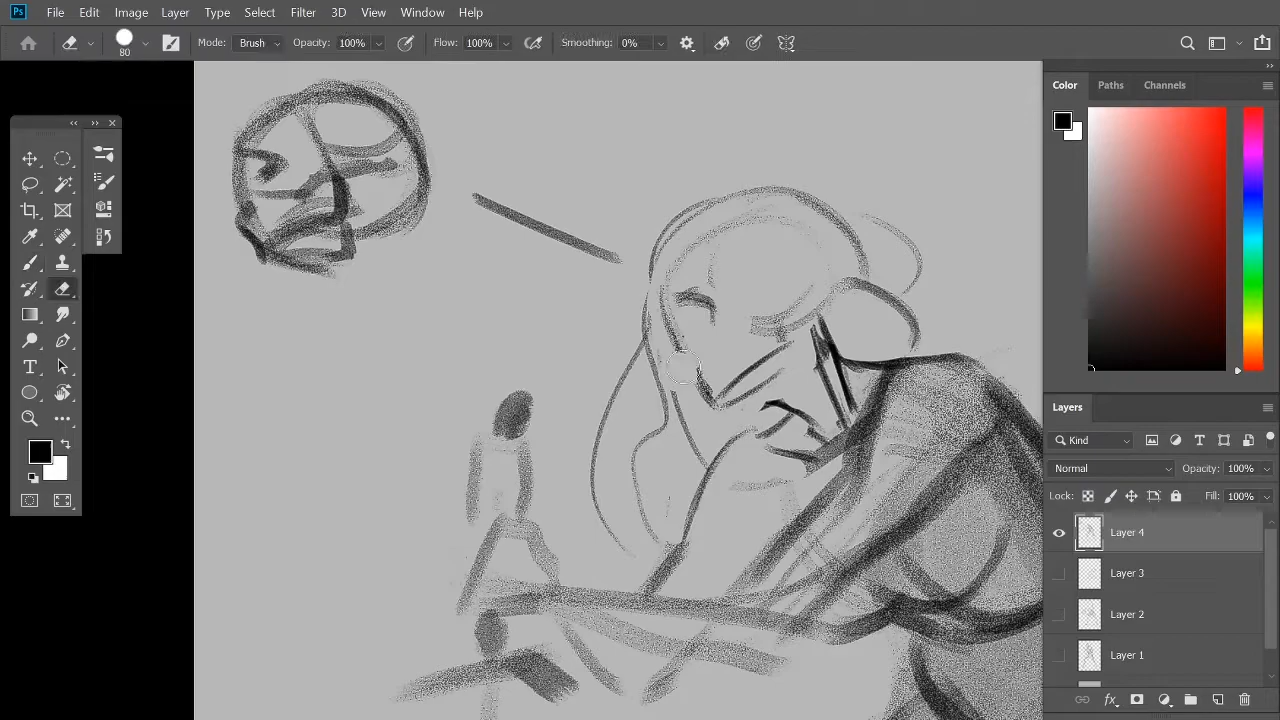 Ps File Edit Image Layer Type Select Filter 3D View Window Help
80 Mode: Brush Opacity: 100% Flow: 100% Smoothing: 0%
Color Paths Channels
T
Layers
Kind T
Normal Opacity: 100%
Lock: Fill: 100%
Layer 4
Layer 3
Layer 2
Layer 1
fx